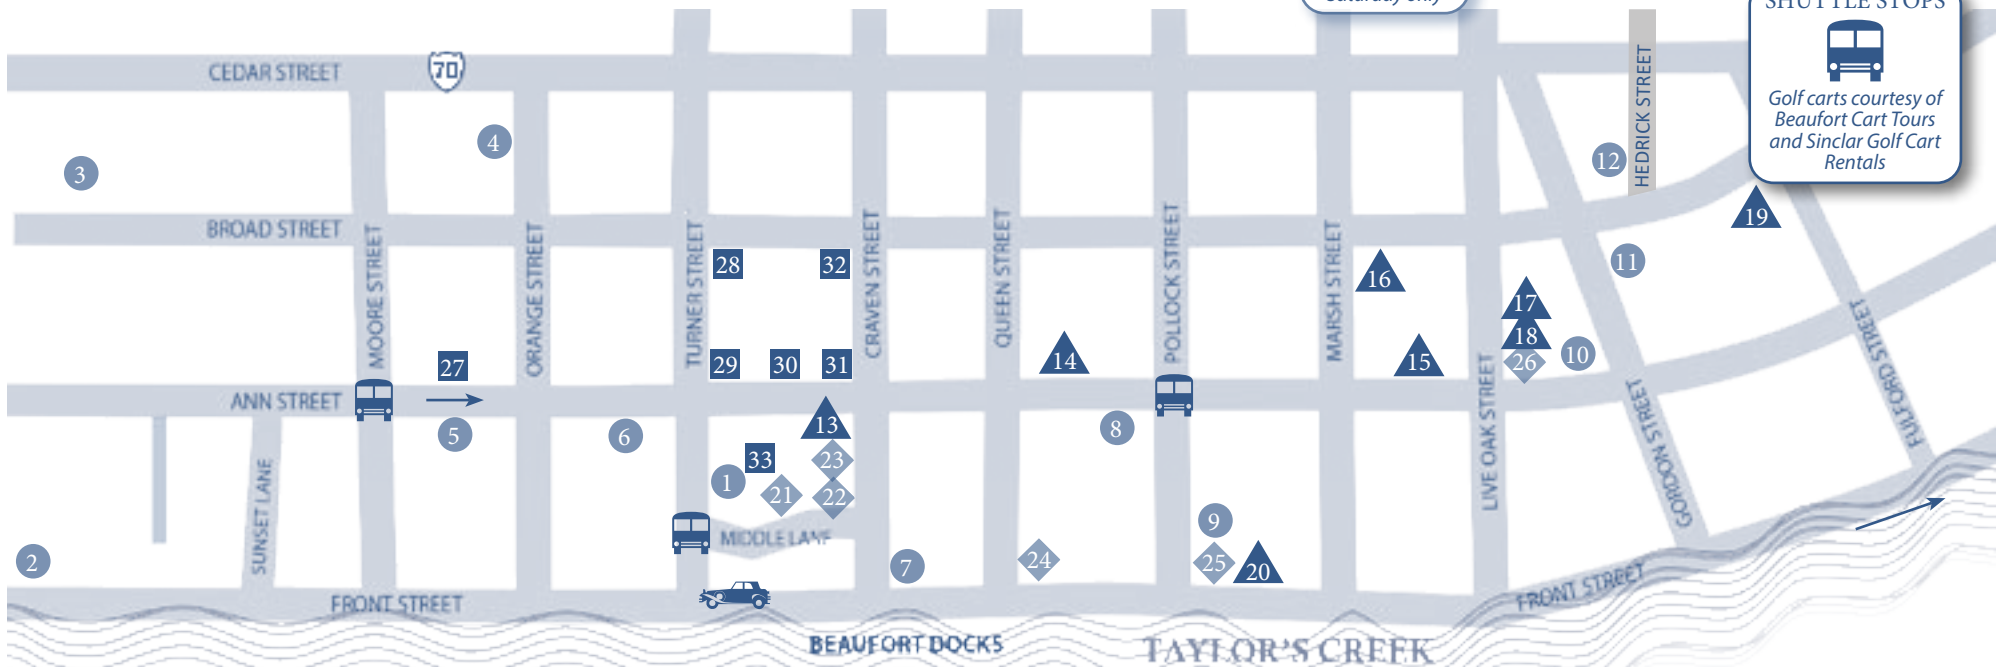 Saturday only
SHUTTLE STOPS
Golf carts courtesy of
Beaufort Cart Tours
and Sinclar Golf Cart
Rentals
CEDAR STREET
70
HEDRICK STREET
3
4
12
19
BROAD STREET
MOORE STREET
ORANGE STREET
TURNER STREET
28
32
CRAVEN STREET
QUEEN STREET
POLLOCK STREET
MARSH STREET
16
11
17
18
26
10
27
29
30
31
14
15
LIVE OAK STREET
GORDON STREET
FULFORD STREET
ANN STREET
5
6
13
8
33
23
1
21
22
SUNSET LANE
MIDDLE LANE
2
7
24
9
25
20
FRONT STREET
FRONT STREET
BEAUFORT DOCKS
TAYLOR'S CREEK